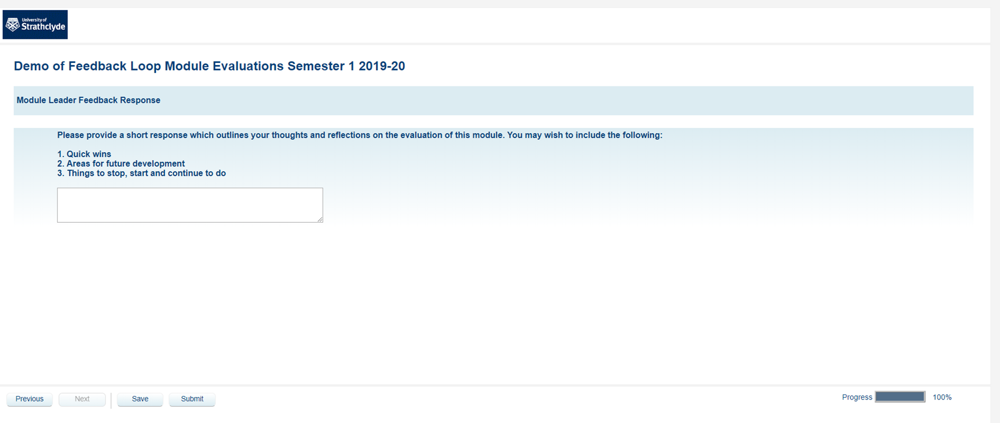 University of
Strathclyde
Demo of Feedback Loop Module Evaluations Semester 1 2019-20
Module Leader Feedback Response
Please provide a short response which outlines your thoughts and reflections on the evaluation of this module. You may wish to include the following:
1. Quick wins
2. Areas for future development
3. Things to stop, start and continue to do
Previous Next Save Submit Progress 100%